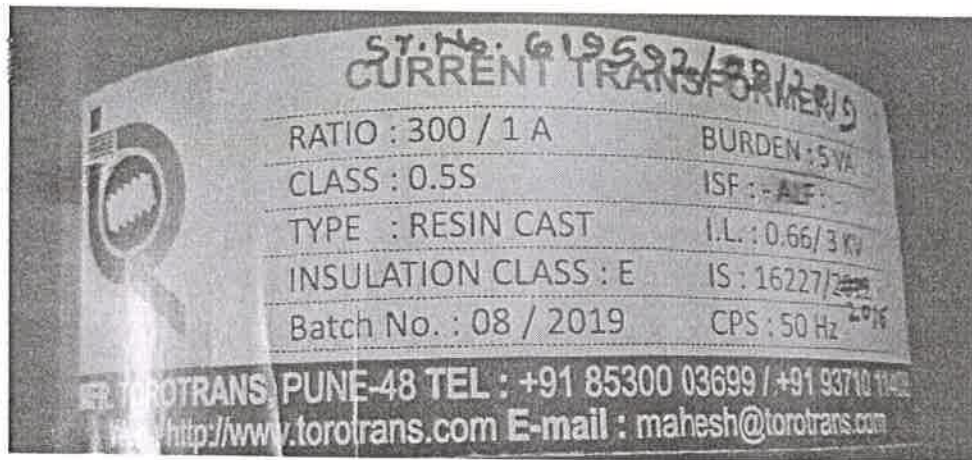 ST.No. 619592/08/2019
CURRENT TRANSFORMER
RATIO : 300 / 1 A
BURDEN : 5 VA
CLASS : 0.5S
ISF : - ALF : -
TYPE : RESIN CAST
I.L. : 0.66/3 KV
INSULATION CLASS : E
IS : 16227/
2016
Batch No. : 08 / 2019
CPS : 50 Hz
MFR. TOROTRANS, PUNE-48 TEL : +91 85300 03699 / +91 93710
http://www.torotrans.com E-mail : mahesh@torotrans.com